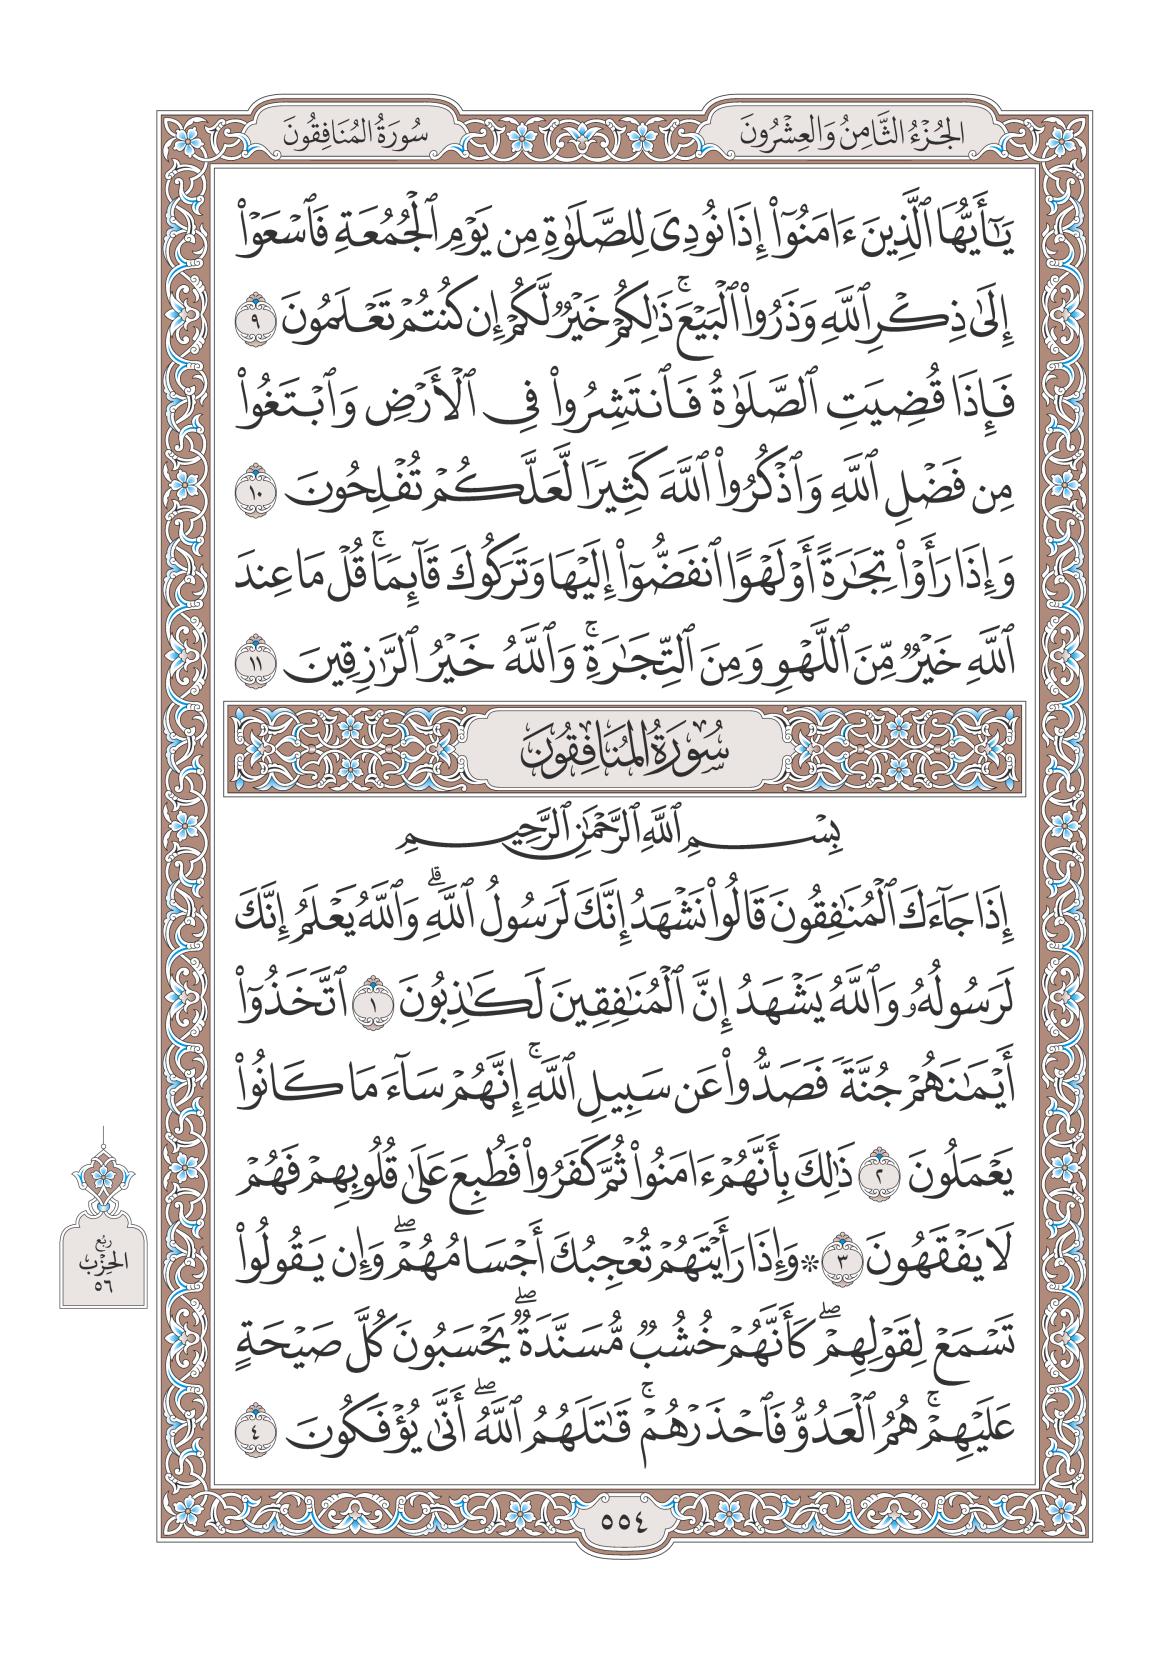 الجُزْءُ الثَّامِنُ وَالعِشْرُونَ
سُورَةُ المُنَافِقُونَ
يَٰٓأَيُّهَا ٱلَّذِينَ ءَامَنُوٓاْ إِذَا نُودِيَ لِلصَّلَوٰةِ مِن يَوْمِ ٱلْجُمُعَةِ فَٱسْعَوْاْ
إِلَىٰ ذِكْرِ ٱللَّهِ وَذَرُواْ ٱلْبَيْعَۚ ذَٰلِكُمْ خَيْرٌ لَّكُمْ إِن كُنتُمْ تَعْلَمُونَ ٩
فَإِذَا قُضِيَتِ ٱلصَّلَوٰةُ فَٱنتَشِرُواْ فِي ٱلْأَرْضِ وَٱبْتَغُواْ
مِن فَضْلِ ٱللَّهِ وَٱذْكُرُواْ ٱللَّهَ كَثِيرًا لَّعَلَّكُمْ تُفْلِحُونَ ١٠
وَإِذَا رَأَوْاْ تِجَٰرَةً أَوْ لَهْوًا ٱنفَضُّوٓاْ إِلَيْهَا وَتَرَكُوكَ قَآئِمًاۚ قُلْ مَا عِندَ
ٱللَّهِ خَيْرٌ مِّنَ ٱللَّهْوِ وَمِنَ ٱلتِّجَٰرَةِۚ وَٱللَّهُ خَيْرُ ٱلرَّٰزِقِينَ ١١
سُورَةُ المُنَافِقُونَ
بِسْمِ ٱللَّهِ ٱلرَّحْمَٰنِ ٱلرَّحِيمِ
إِذَا جَآءَكَ ٱلْمُنَٰفِقُونَ قَالُواْ نَشْهَدُ إِنَّكَ لَرَسُولُ ٱللَّهِۗ وَٱللَّهُ يَعْلَمُ إِنَّكَ
لَرَسُولُهُۥ وَٱللَّهُ يَشْهَدُ إِنَّ ٱلْمُنَٰفِقِينَ لَكَٰذِبُونَ ١ ٱتَّخَذُوٓاْ
أَيْمَٰنَهُمْ جُنَّةً فَصَدُّواْ عَن سَبِيلِ ٱللَّهِۚ إِنَّهُمْ سَآءَ مَا كَانُواْ
يَعْمَلُونَ ٢ ذَٰلِكَ بِأَنَّهُمْ ءَامَنُواْ ثُمَّ كَفَرُواْ فَطُبِعَ عَلَىٰ قُلُوبِهِمْ فَهُمْ
لَا يَفْقَهُونَ ٣ ۞وَإِذَا رَأَيْتَهُمْ تُعْجِبُكَ أَجْسَامُهُمْۖ وَإِن يَقُولُواْ
تَسْمَعْ لِقَوْلِهِمْۖ كَأَنَّهُمْ خُشُبٌ مُّسَنَّدَةٌۖ يَحْسَبُونَ كُلَّ صَيْحَةٍ
عَلَيْهِمْۚ هُمُ ٱلْعَدُوُّ فَٱحْذَرْهُمْۚ قَٰتَلَهُمُ ٱللَّهُۖ أَنَّىٰ يُؤْفَكُونَ ٤
رُبْع
الحِزْب
٥٦
٥٥٤